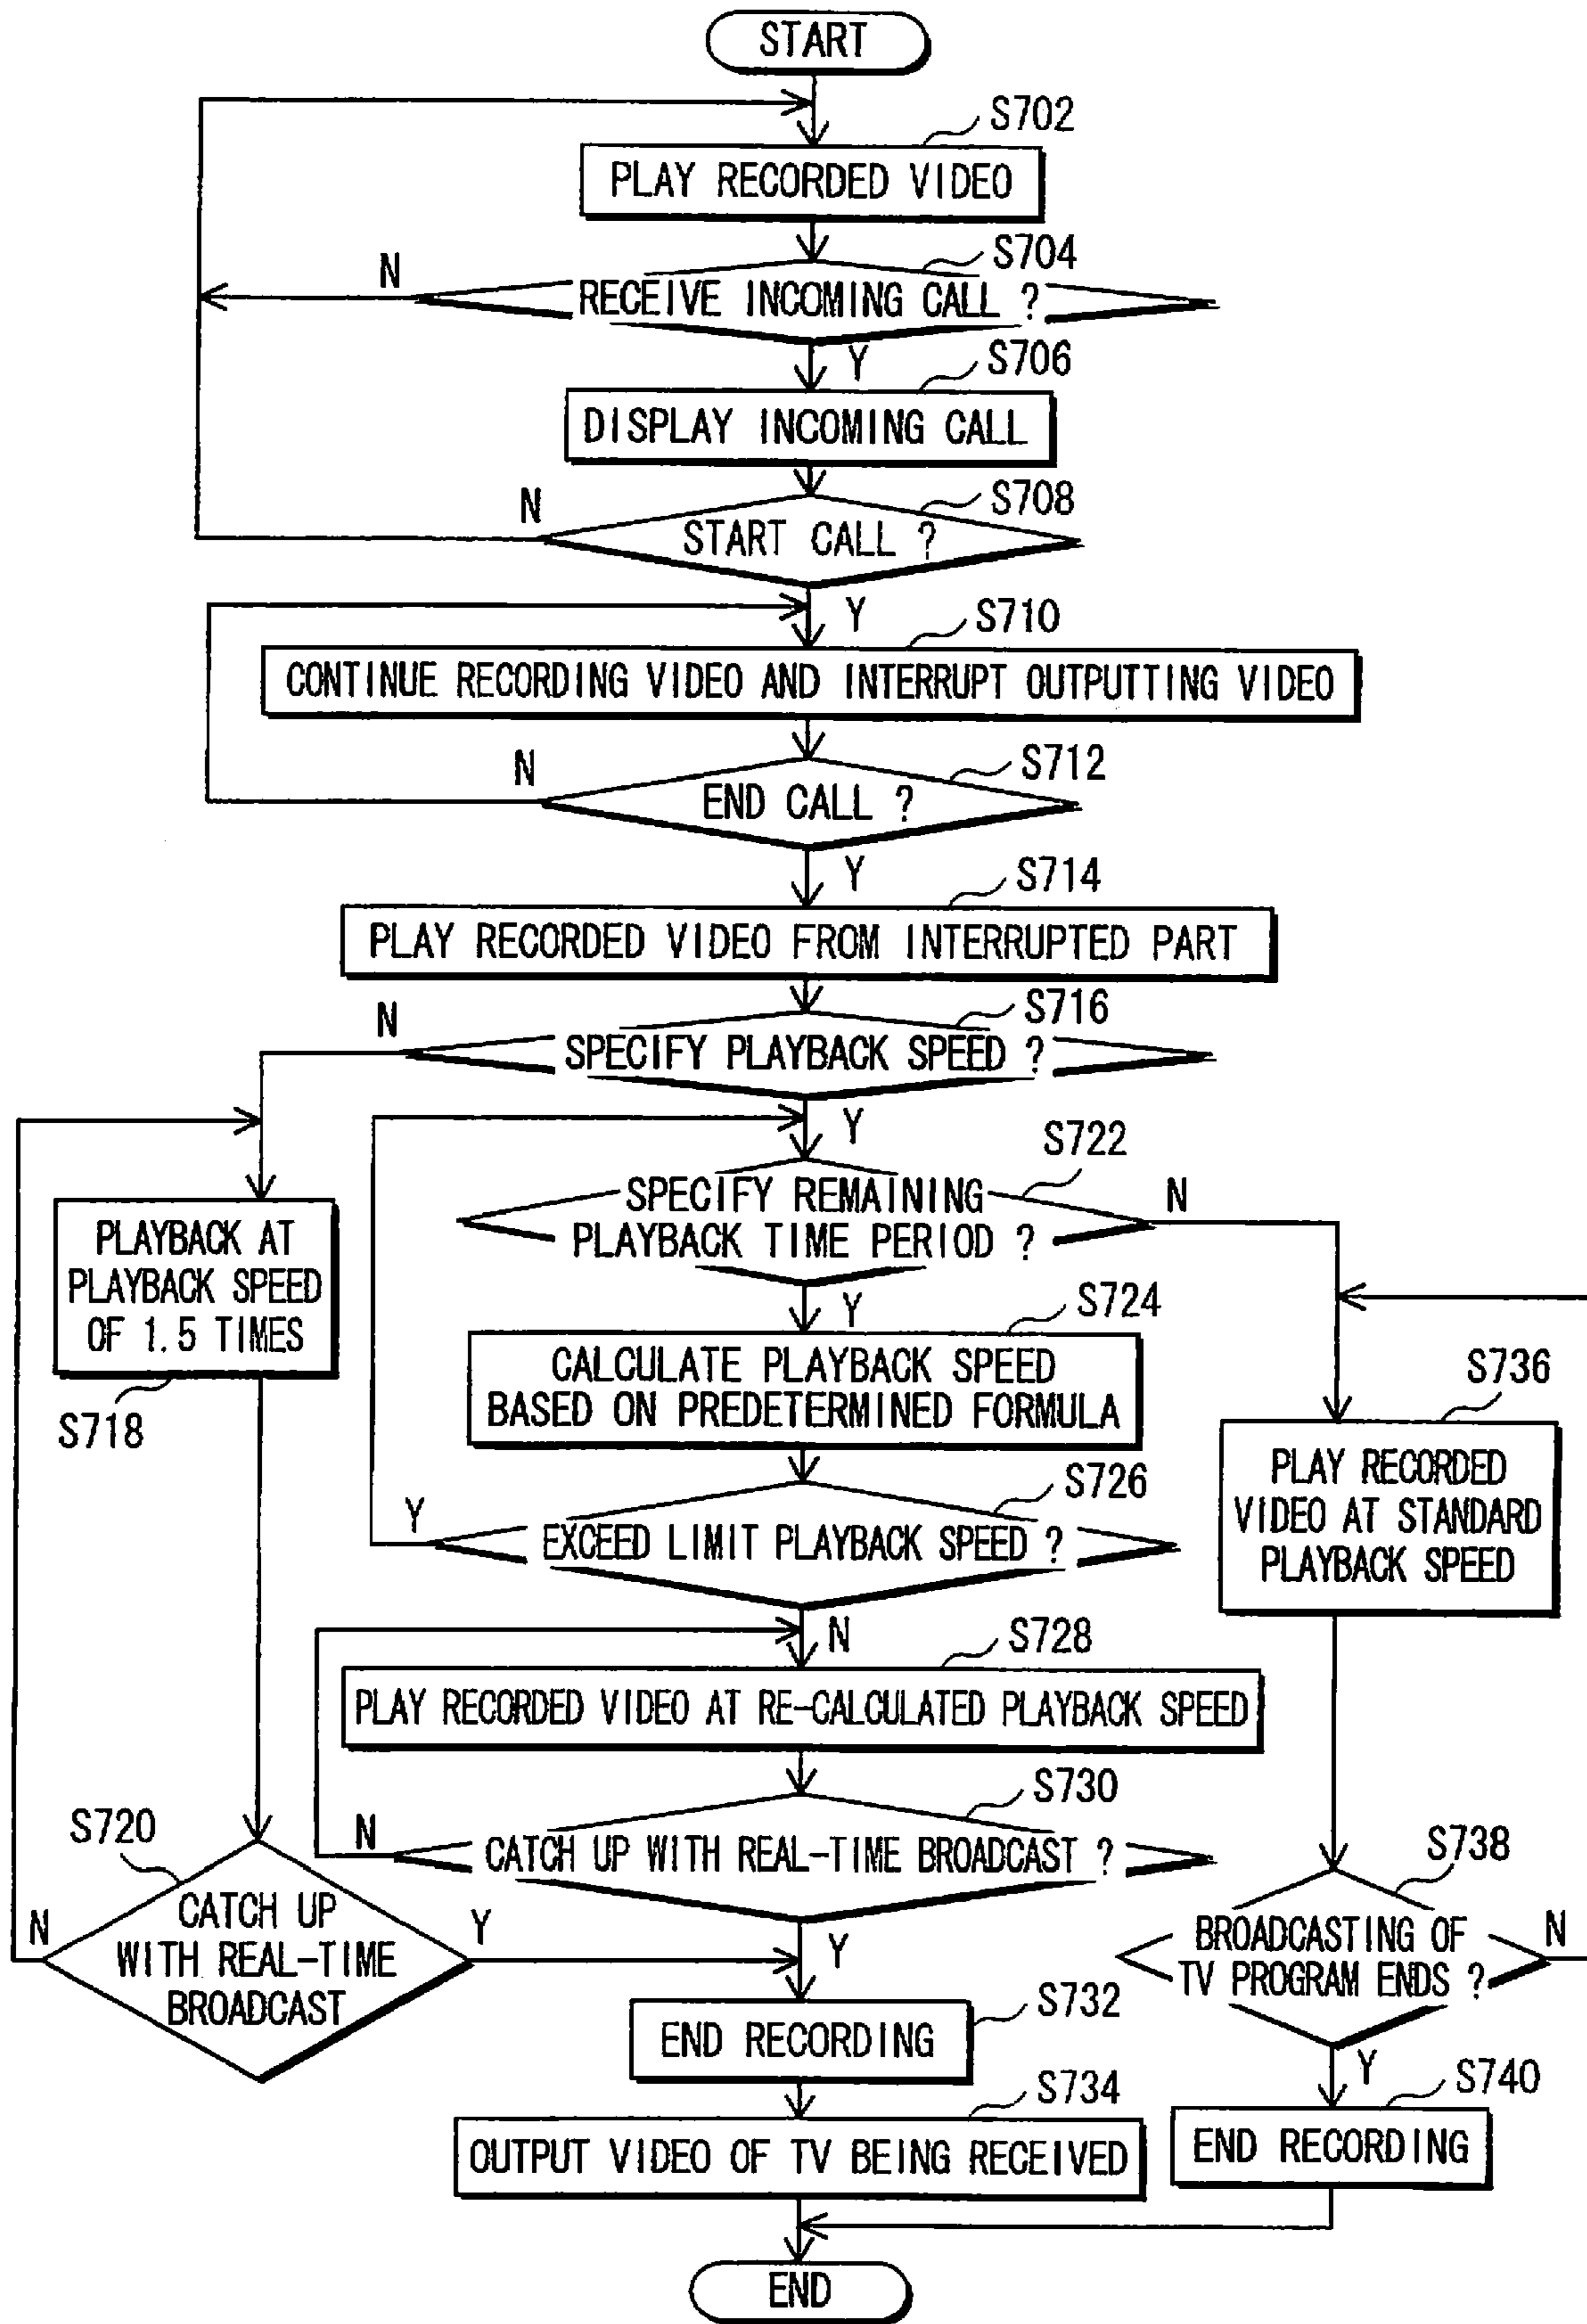 START
S702
PLAY RECORDED VIDEO
S704
N
RECEIVE INCOMING CALL ?
Y
S706
DISPLAY INCOMING CALL
S708
N
START CALL ?
Y
S710
CONTINUE RECORDING VIDEO AND INTERRUPT OUTPUTTING VIDEO
S712
N
END CALL ?
Y
S714
PLAY RECORDED VIDEO FROM INTERRUPTED PART
S716
N
SPECIFY PLAYBACK SPEED ?
Y
S722
SPECIFY REMAINING
PLAYBACK TIME PERIOD ?
N
PLAYBACK AT
PLAYBACK SPEED
OF 1.5 TIMES
S718
Y
S724
CALCULATE PLAYBACK SPEED
BASED ON PREDETERMINED FORMULA
S736
PLAY RECORDED
VIDEO AT STANDARD
PLAYBACK SPEED
S726
Y
EXCEED LIMIT PLAYBACK SPEED ?
N
S728
PLAY RECORDED VIDEO AT RE-CALCULATED PLAYBACK SPEED
S730
N
CATCH UP WITH REAL-TIME BROADCAST ?
Y
S720
CATCH UP
WITH REAL-TIME
BROADCAST
N
Y
S738
BROADCASTING OF
TV PROGRAM ENDS ?
N
Y
S732
END RECORDING
S734
OUTPUT VIDEO OF TV BEING RECEIVED
S740
END RECORDING
END